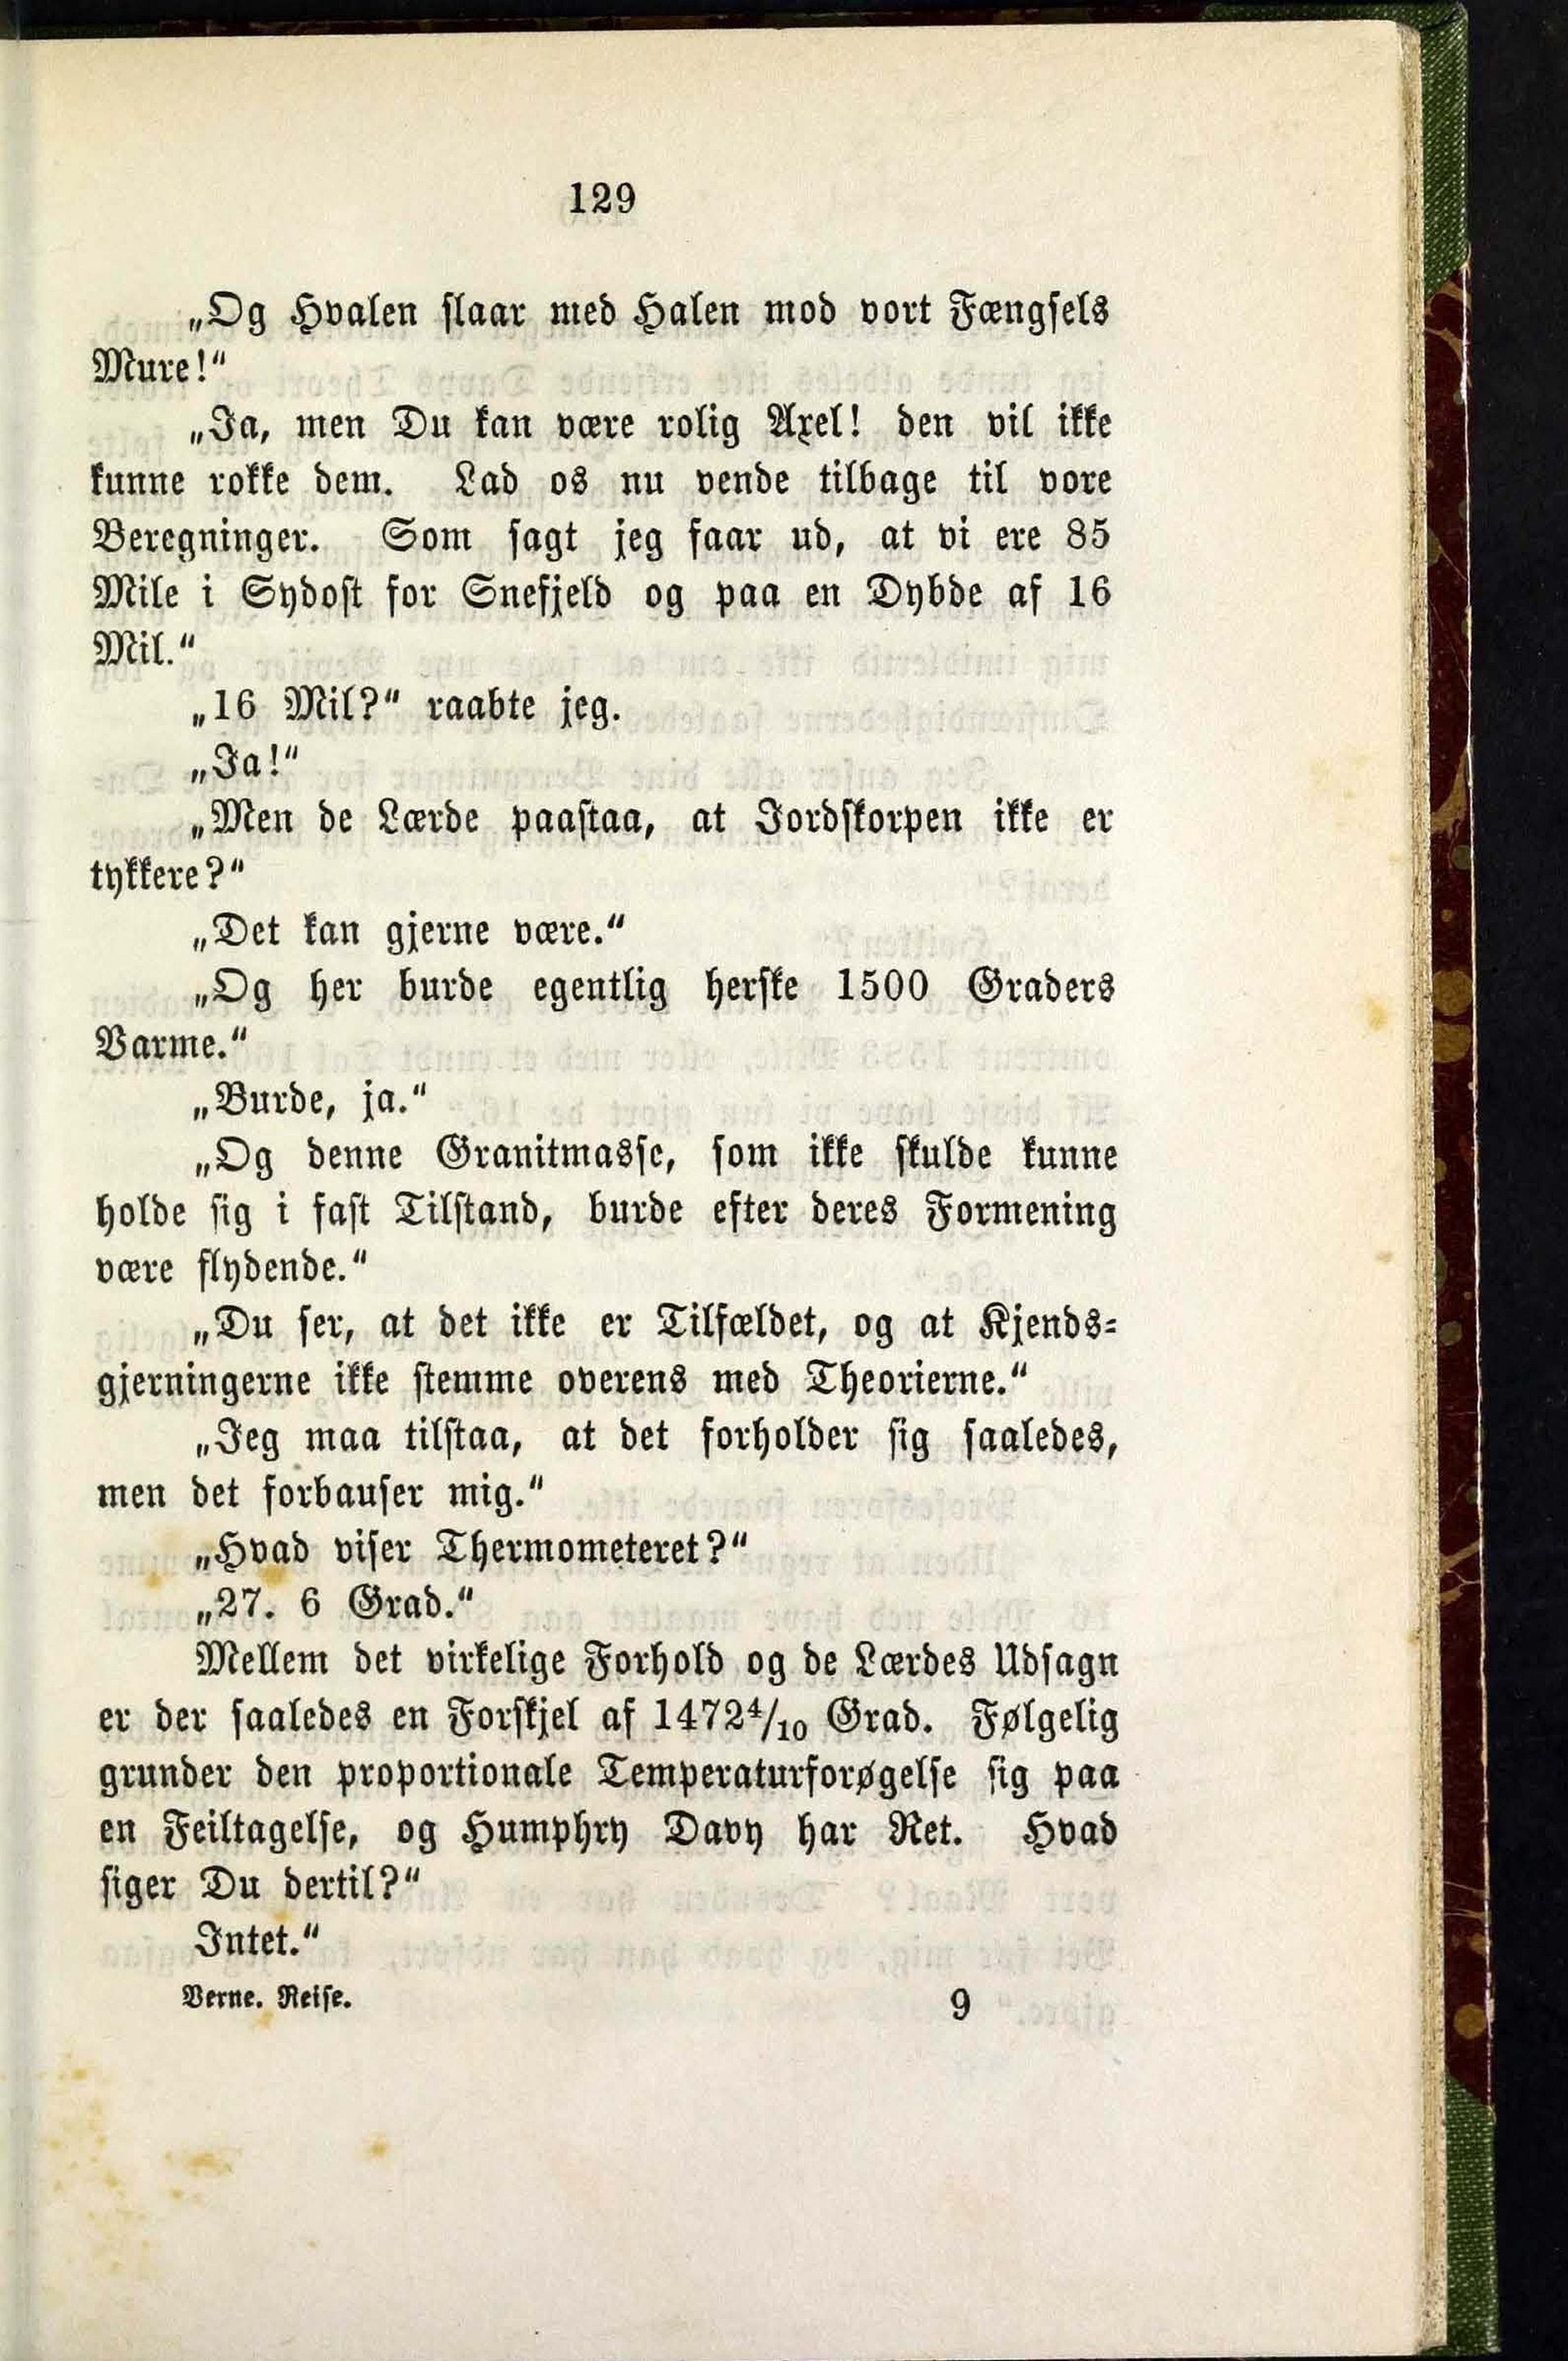 129
„Og Hvalen slaar med Halen mod vort Fængsels
Mure!“
„Ja, men Du kan være rolig Axel! den vil ikke
kunne rokke dem. Lad os nu vende tilbage til vore
Beregninger. Som sagt jeg faar ud, at vi ere 85
Mile i Sydost for Snefjeld og paa en Dybde af 16
Mil.“
„16 Mil?“ raabte jeg.
„Ja!“
„Men de Lærde paastaa, at Jordskorpen ikke er
tykkere?“
„Det kan gjerne være.“
„Og her burde egentlig herske 1500 Graders
Varme.“
„Burde, ja.“
„Og denne Granitmasse, som ikke skulde kunne
holde sig i fast Tilstand, burde efter deres Formening
være flydende.“
„Du ser, at det ikke er Tilfældet, og at Kjends-
gjerningerne ikke stemme overens med Theorierne.“
„Jeg maa tilstaa, at det forholder sig saaledes,
men det forbauser mig.“
„Hvad viser Thermometeret?“
„27. 6 Grad.“
Mellem det virkelige Forhold og de Lærdes Udsagn
er der saaledes en Forskjel af 1472⁴/₁₀ Grad. Følgelig
grunder den proportionale Temperaturforøgelse sig paa
en Feiltagelse, og Humphry Davy har Ret. Hvad
siger Du dertil?“
Intet.“
Verne. Reise. 9